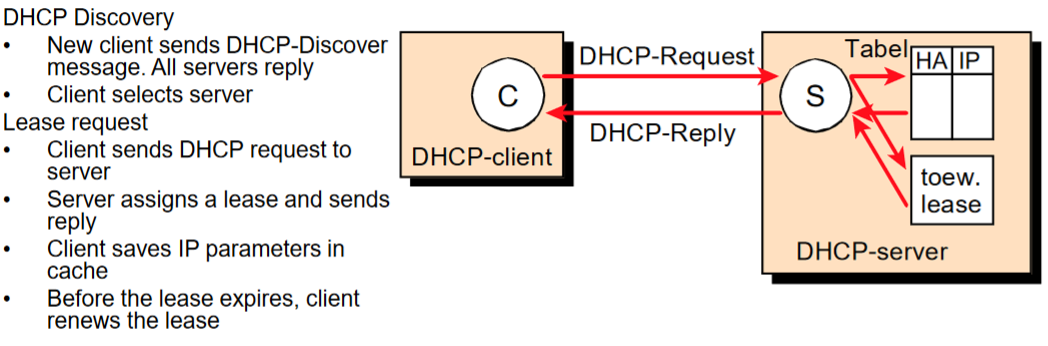 DHCP Discovery
• New client sends DHCP-Discover
message. All servers reply
• Client selects server
Lease request
• Client sends DHCP request to
server
• Server assigns a lease and sends
reply
• Client saves IP parameters in
cache
• Before the lease expires, client
renews the lease
C
DHCP-client
DHCP-Request
DHCP-Reply
S
Tabel
HA IP
toew.
lease
DHCP-server